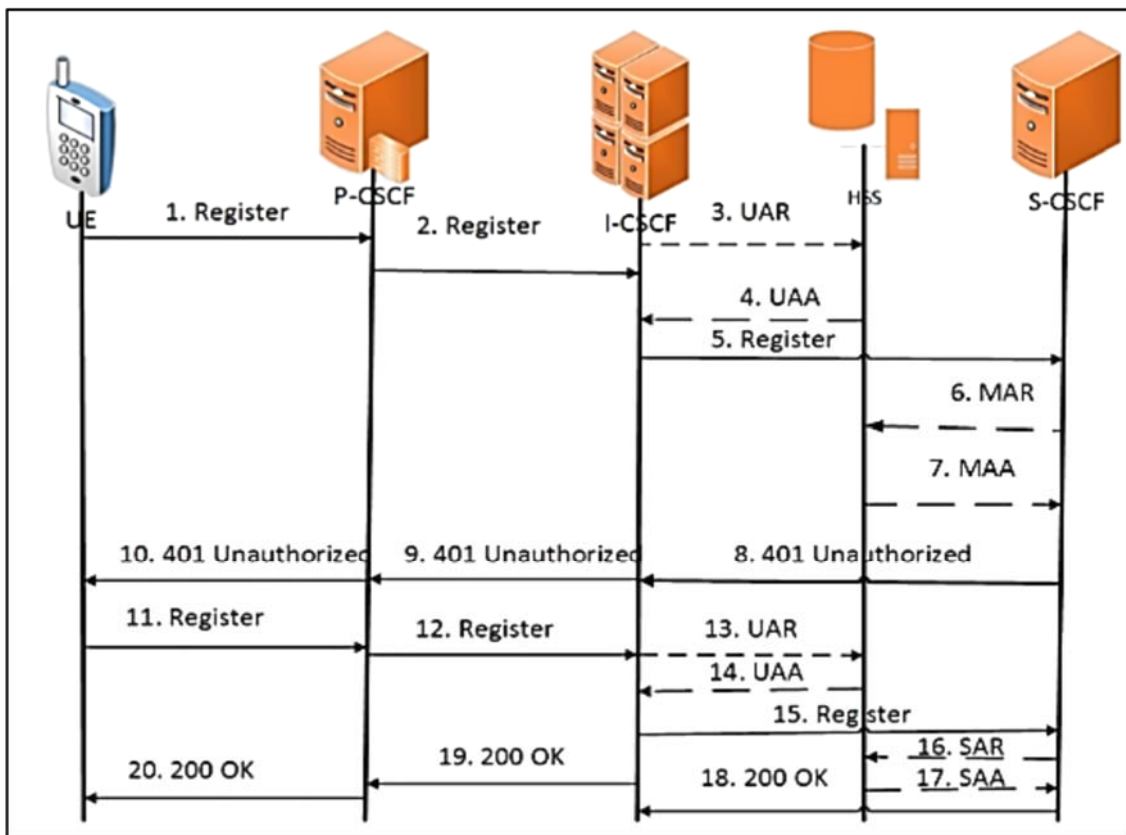 UE
P-CSCF
I-CSCF
HSS
S-CSCF
1. Register
2. Register
3. UAR
4. UAA
5. Register
6. MAR
7. MAA
10. 401 Unauthorized
9. 401 Unauthorized
8. 401 Unauthorized
11. Register
12. Register
13. UAR
14. UAA
15. Register
16. SAR
17. SAA
18. 200 OK
19. 200 OK
20. 200 OK